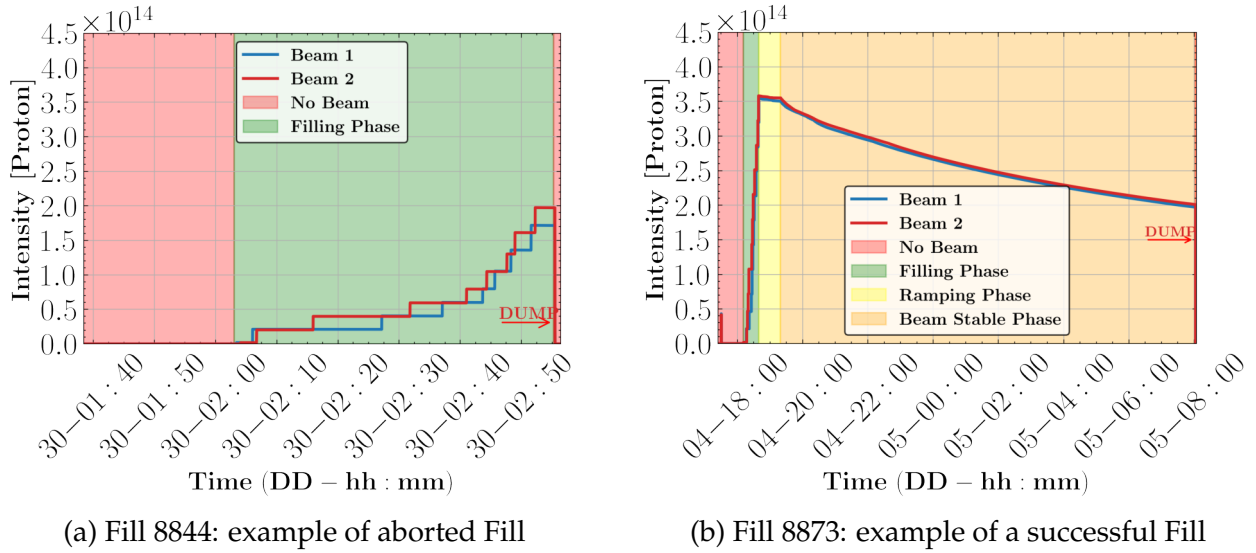 ×10^14
4.5
4.0
3.5
3.0
2.5
2.0
1.5
1.0
0.5
0.0
Intensity [Proton]
Beam 1
Beam 2
No Beam
Filling Phase
DUMP
30−01 : 40
30−01 : 50
30−02 : 00
30−02 : 10
30−02 : 20
30−02 : 30
30−02 : 40
30−02 : 50
Time (DD − hh : mm)
(a) Fill 8844: example of aborted Fill
×10^14
4.5
4.0
3.5
3.0
2.5
2.0
1.5
1.0
0.5
0.0
Intensity [Proton]
Beam 1
Beam 2
No Beam
Filling Phase
Ramping Phase
Beam Stable Phase
DUMP
04−18 : 00
04−20 : 00
04−22 : 00
05−00 : 00
05−02 : 00
05−04 : 00
05−06 : 00
05−08 : 00
Time (DD − hh : mm)
(b) Fill 8873: example of a successful Fill